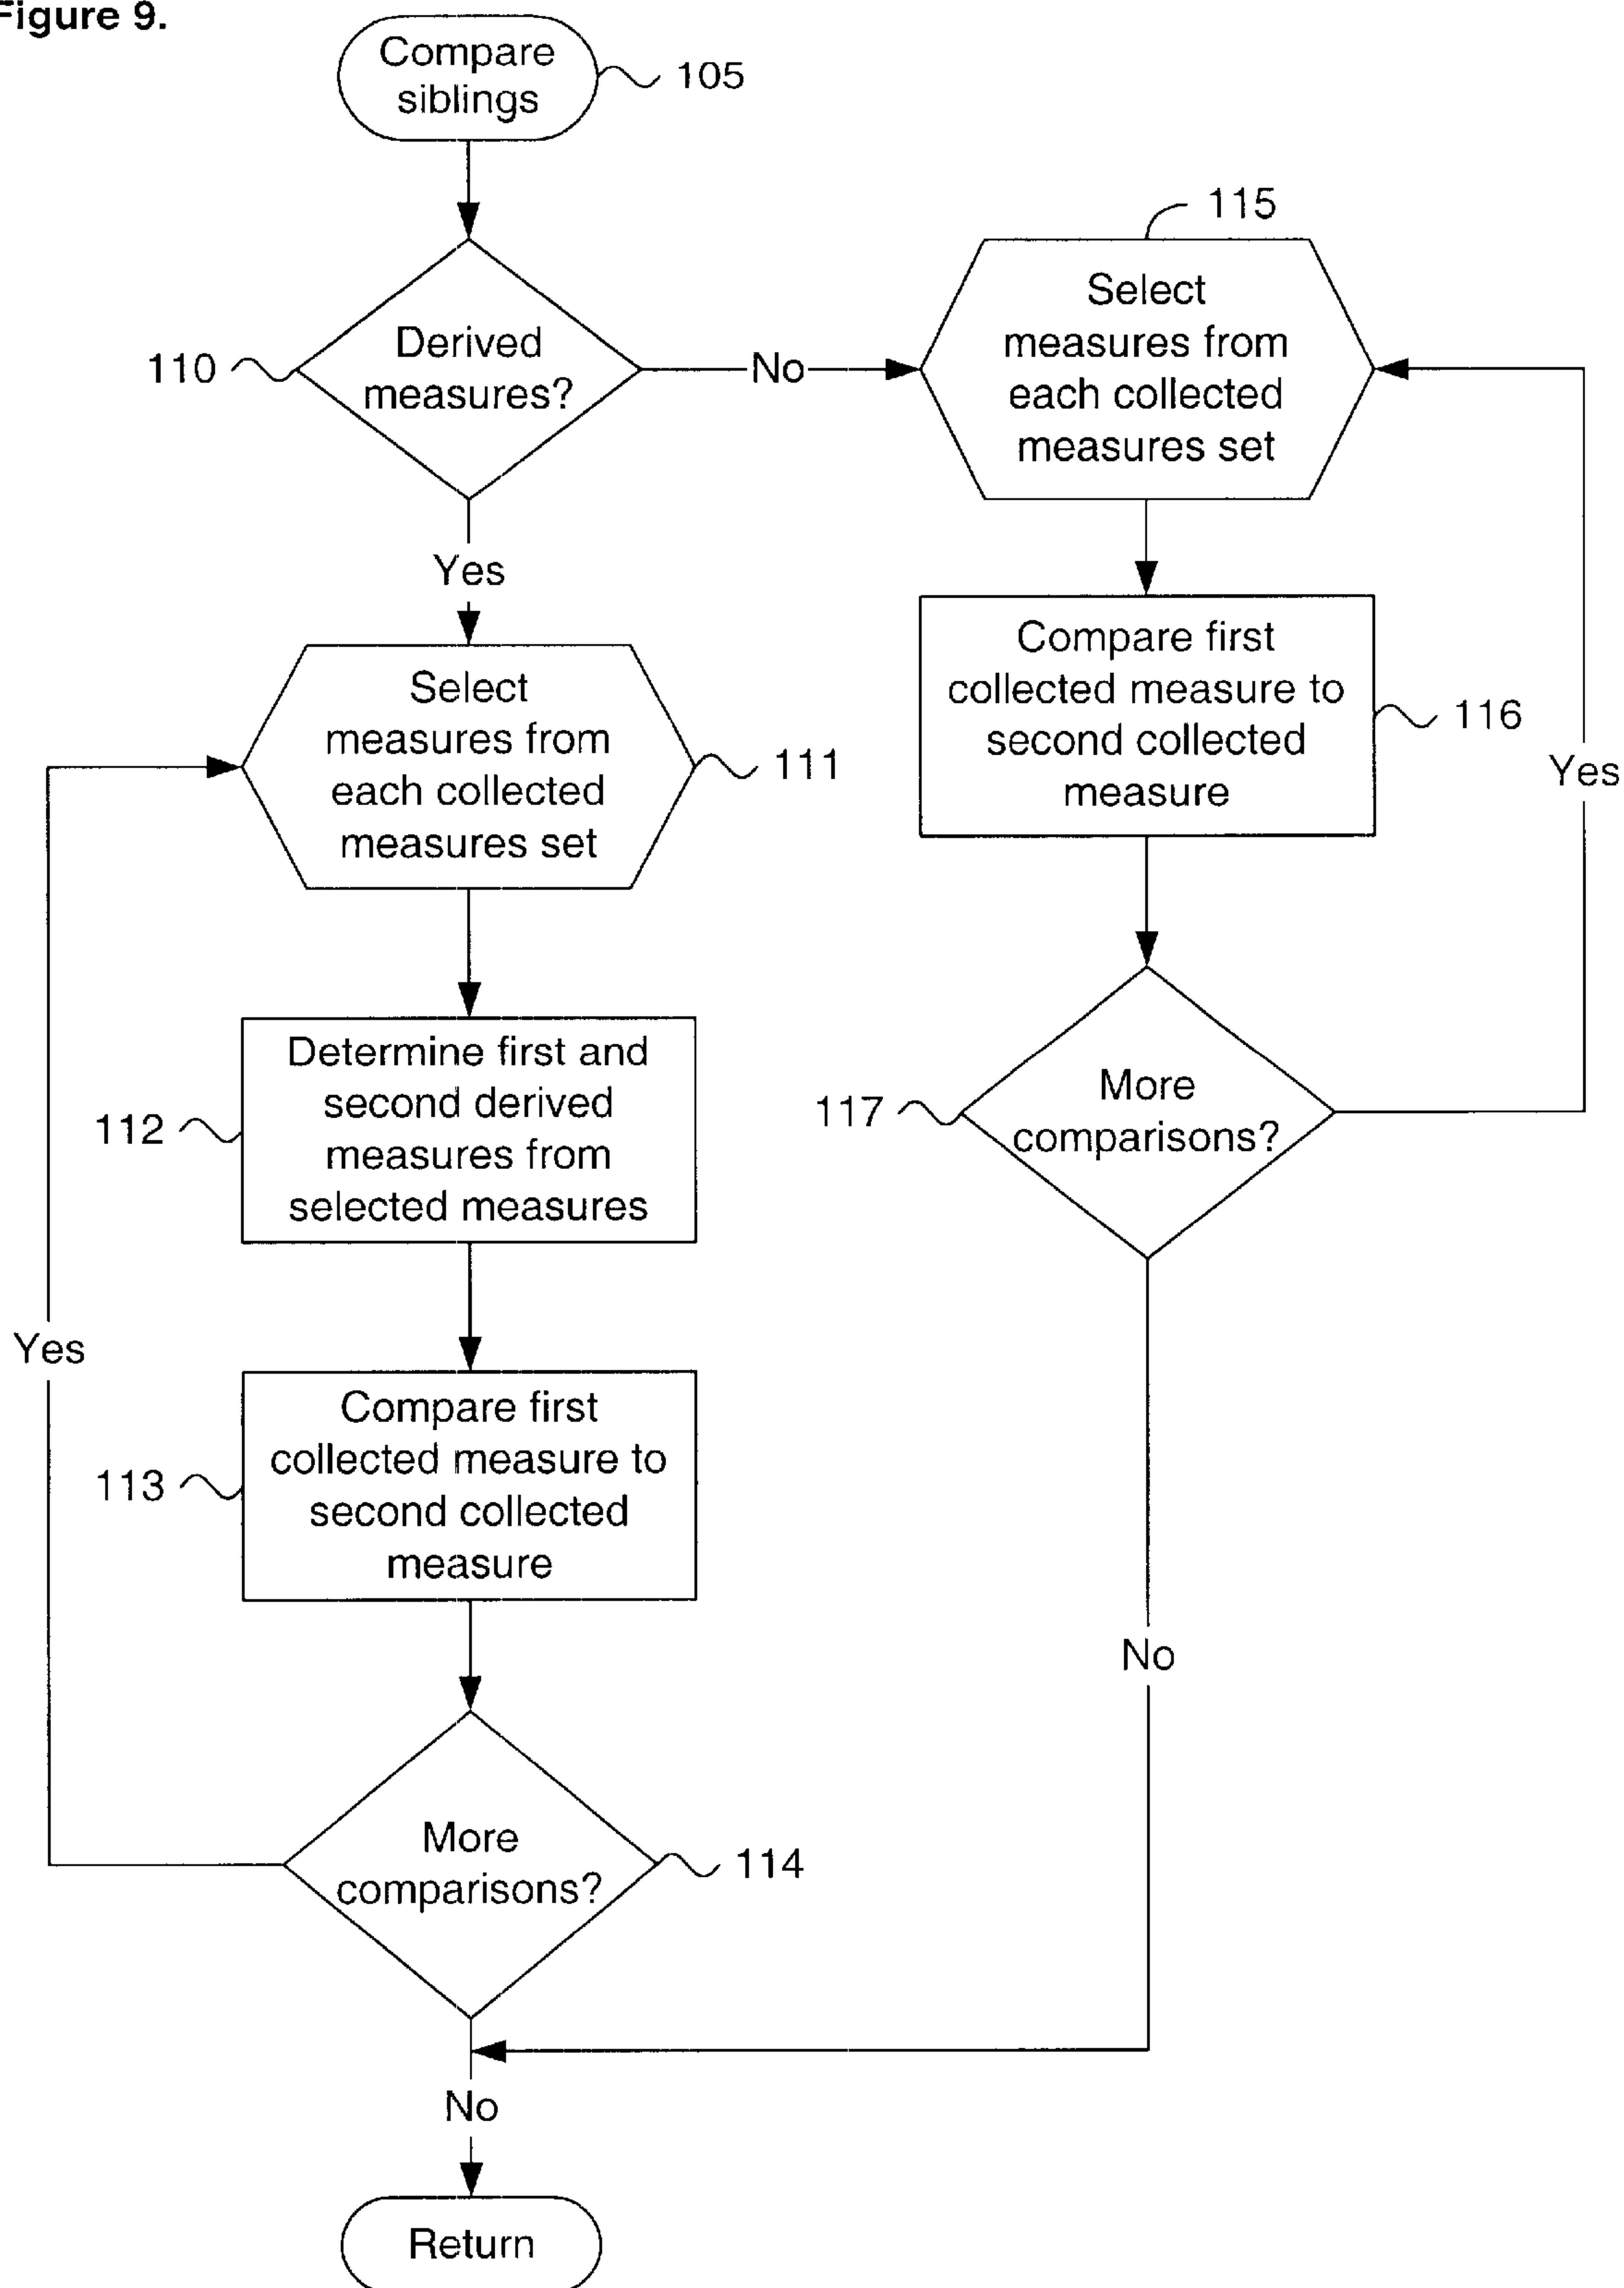 Figure 9.
Compare
siblings
105
110
Derived
measures?
No
115
Select
measures from
each collected
measures set
Yes
Select
measures from
each collected
measures set
111
Compare first
collected measure to
second collected
measure
116
Yes
Determine first and
second derived
measures from
selected measures
112
117
More
comparisons?
Yes
Compare first
collected measure to
second collected
measure
113
No
More
comparisons?
114
No
Return